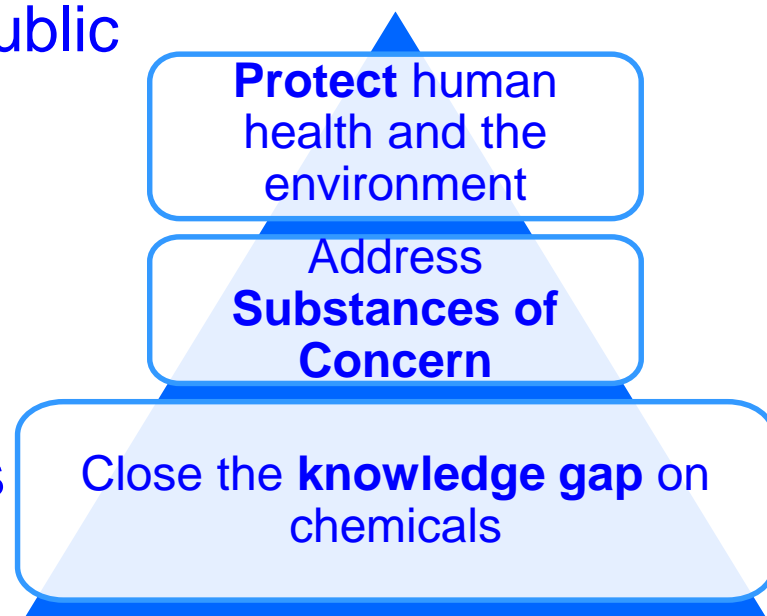 ublic
Protect human
health and the
environment
Address
Substances of
Concern
s Close the knowledge gap on
chemicals